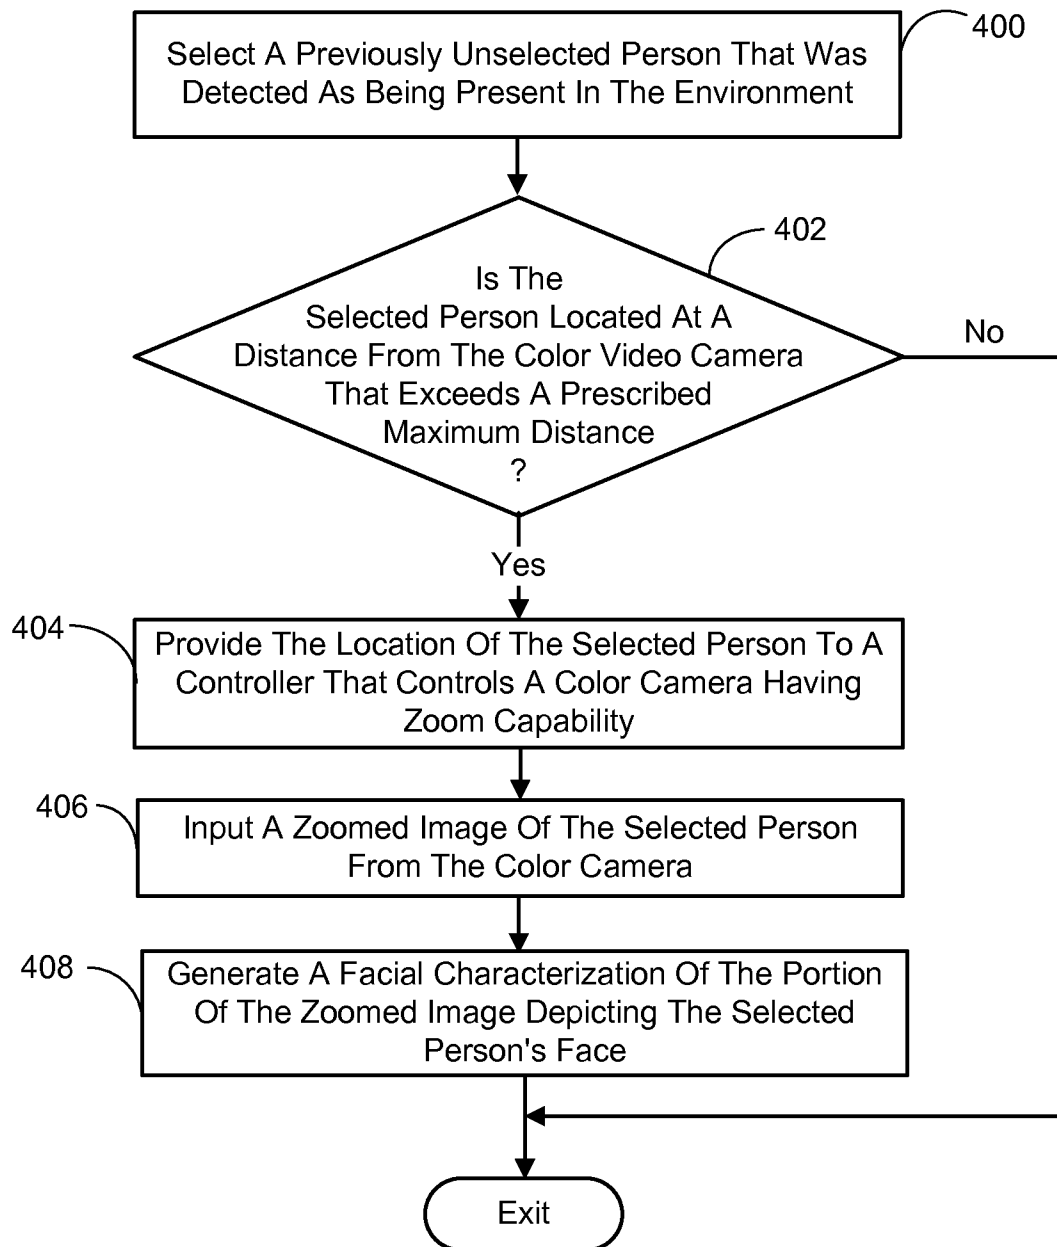 400
Select A Previously Unselected Person That Was
Detected As Being Present In The Environment
402
Is The
Selected Person Located At A
Distance From The Color Video Camera
That Exceeds A Prescribed
Maximum Distance
?
No
Yes
404
Provide The Location Of The Selected Person To A
Controller That Controls A Color Camera Having
Zoom Capability
406
Input A Zoomed Image Of The Selected Person
From The Color Camera
408
Generate A Facial Characterization Of The Portion
Of The Zoomed Image Depicting The Selected
Person's Face
Exit